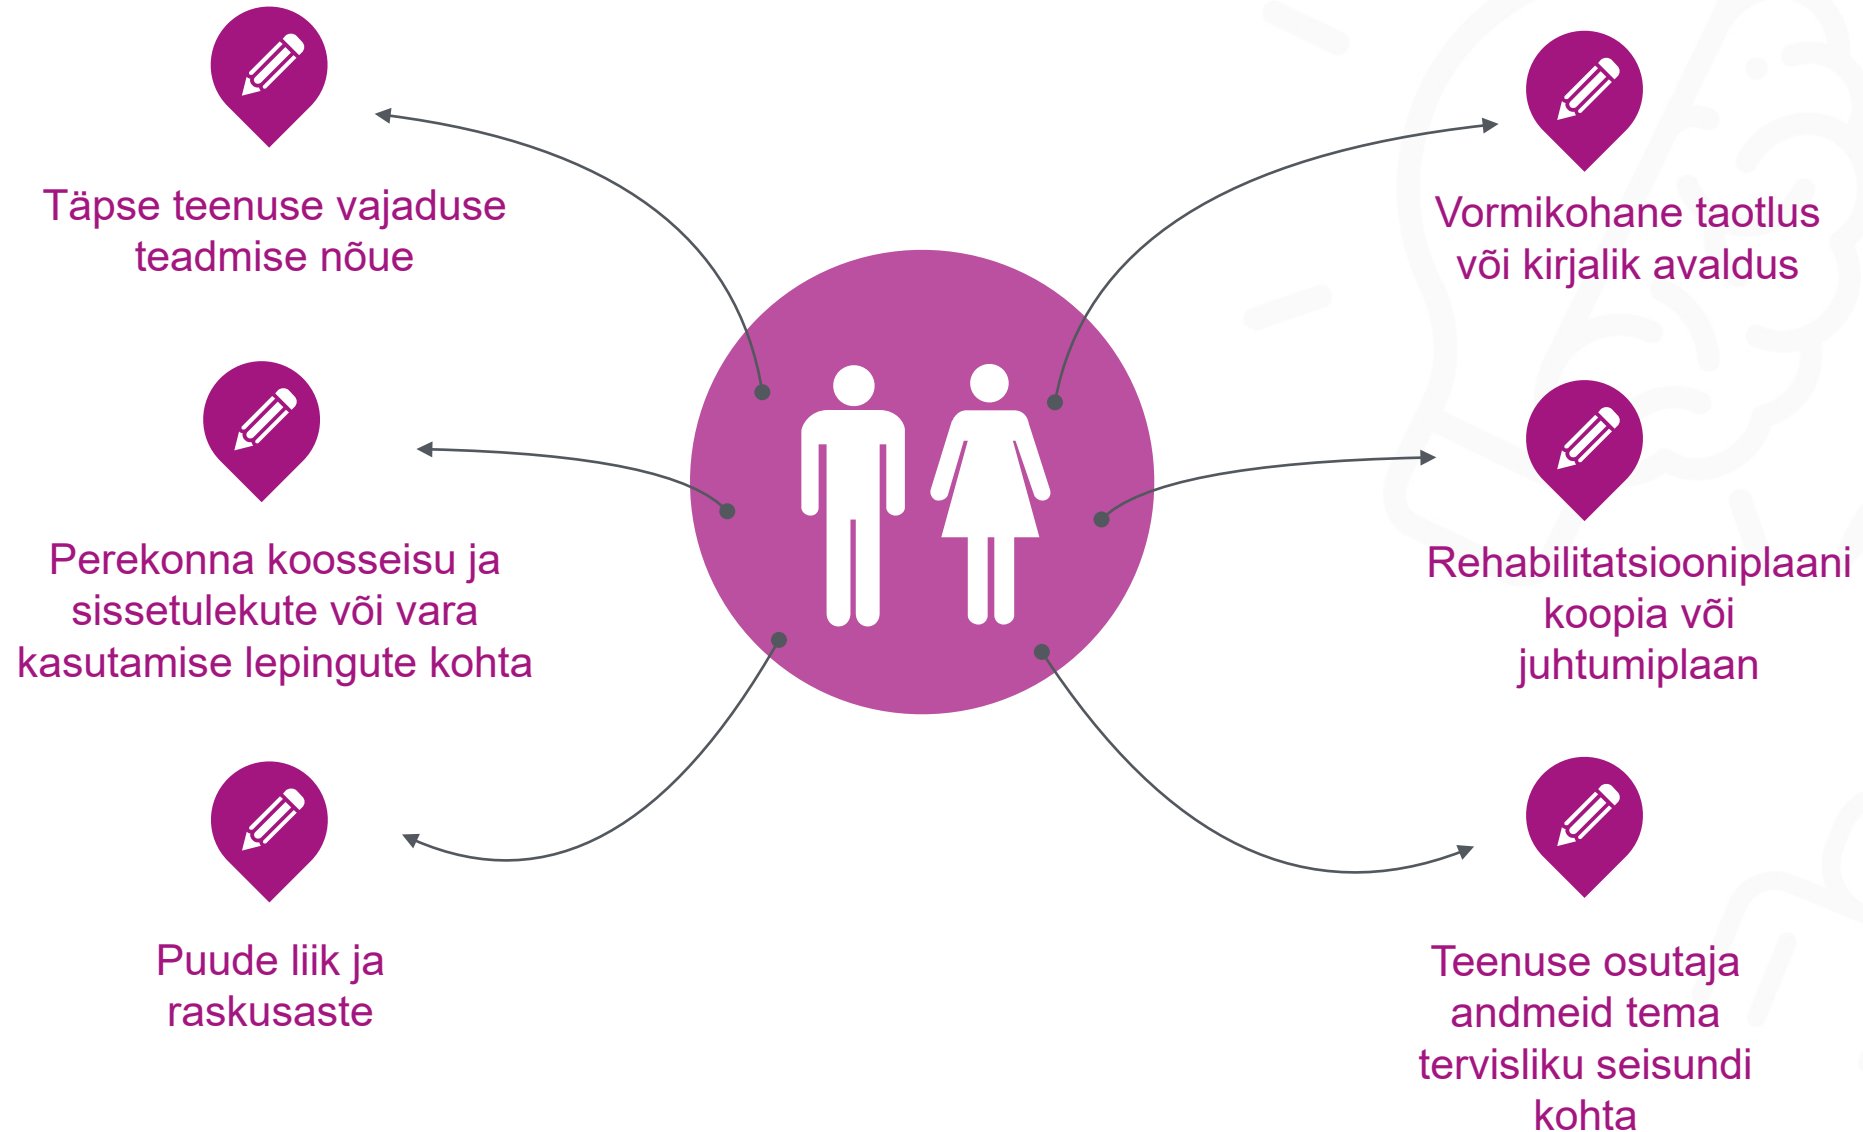 Täpse teenuse vajaduse
teadmise nõue
Perekonna koosseisu ja
sissetulekute või vara
kasutamise lepingute kohta
Puude liik ja
raskusaste
Vormikohane taotlus
või kirjalik avaldus
Rehabilitatsiooniplaani
koopia või
juhtumiplaan
Teenuse osutaja
andmeid tema
tervisliku seisundi
kohta